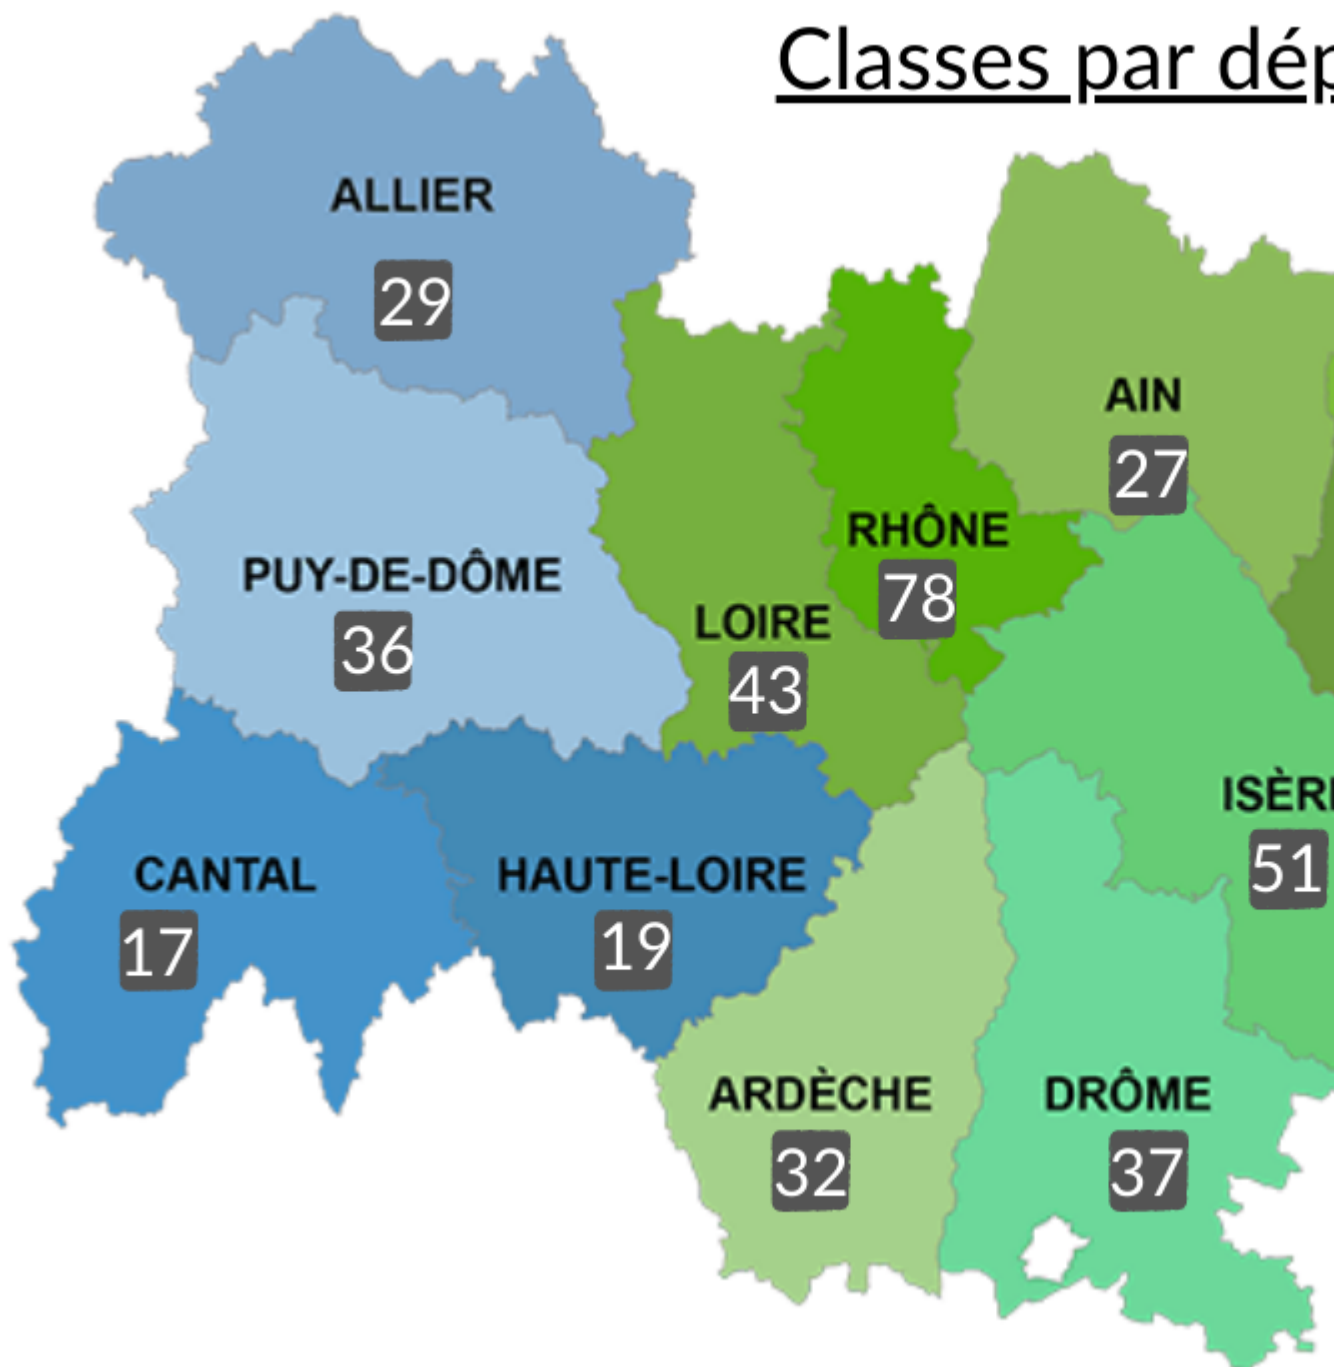 Classes par dép
ALLIER
29
AIN
27
RHÔNE
78
PUY-DE-DÔME
36
LOIRE
43
ISÈR
51
CANTAL
17
HAUTE-LOIRE
19
ARDÈCHE
32
DRÔME
37